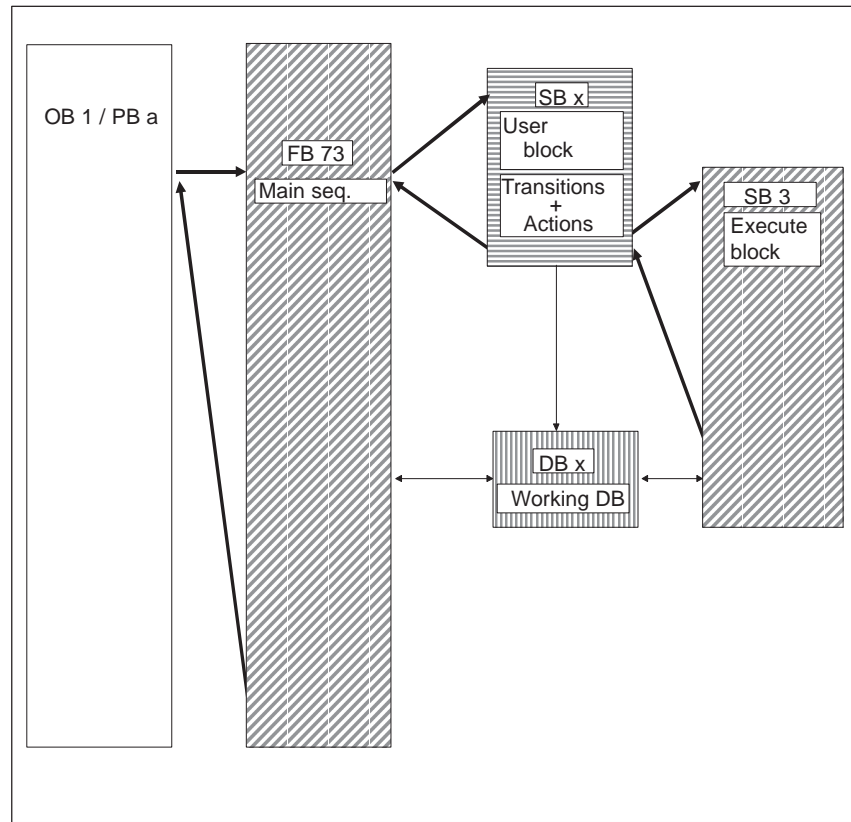 OB 1 / PB a
FB 73
Main seq.
SB x
User
block
Transitions
+
Actions
SB 3
Execute
block
DB x
Working DB